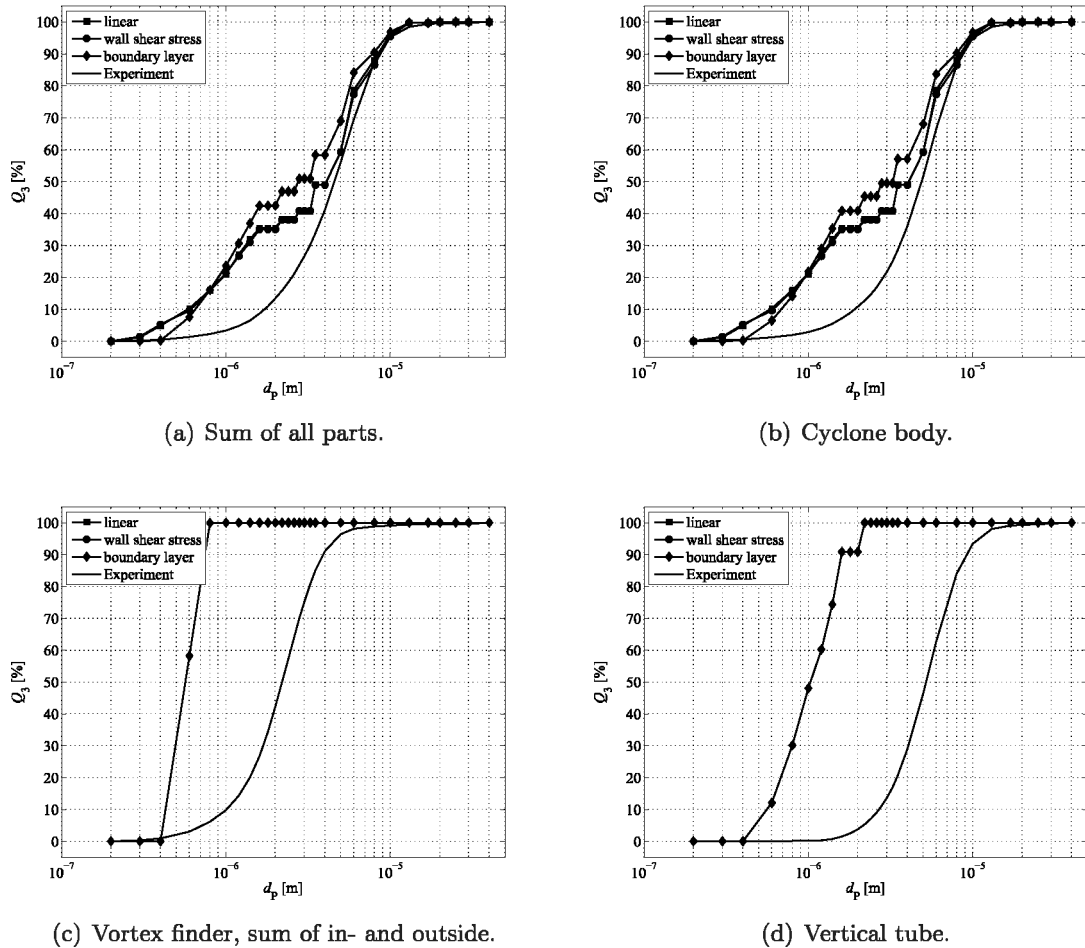 linear
wall shear stress
boundary layer
Experiment
100
90
80
70
60
50
40
30
20
10
0
Q3 [%]
10−7
10−6
10−5
dp [m]
(a) Sum of all parts.
linear
wall shear stress
boundary layer
Experiment
100
90
80
70
60
50
40
30
20
10
0
Q3 [%]
10−7
10−6
10−5
dp [m]
(b) Cyclone body.
linear
wall shear stress
boundary layer
Experiment
100
90
80
70
60
50
40
30
20
10
0
Q3 [%]
10−7
10−6
10−5
dp [m]
(c) Vortex finder, sum of in- and outside.
linear
wall shear stress
boundary layer
Experiment
100
90
80
70
60
50
40
30
20
10
0
Q3 [%]
10−7
10−6
10−5
dp [m]
(d) Vertical tube.